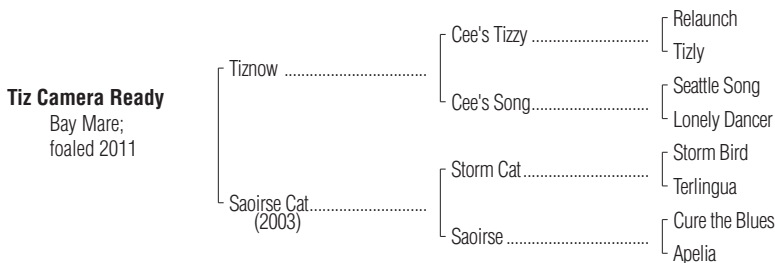 Tiz Camera Ready
Bay Mare;
foaled 2011
Tiznow ..................................
Saoirse Cat............................
(2003)
Cee's Tizzy ............................
Cee's Song............................
Storm Cat..............................
Saoirse ..................................
Relaunch
Tizly
Seattle Song
Lonely Dancer
Storm Bird
Terlingua
Cure the Blues
Apelia